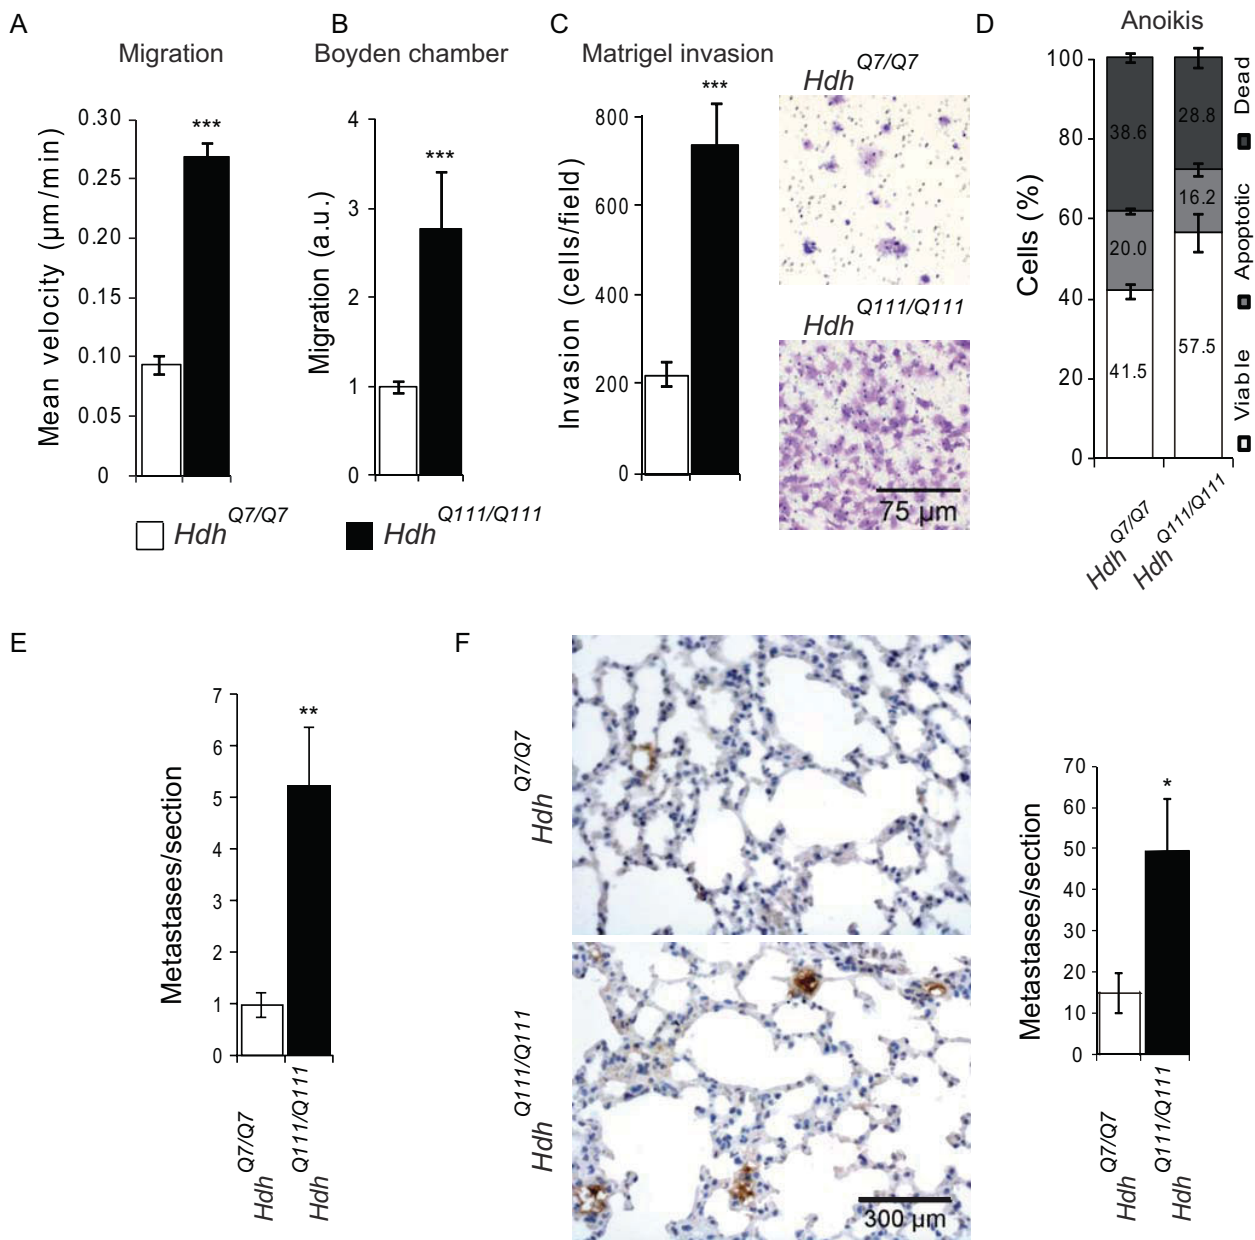 A
Migration
Mean velocity (µm/min)
0.30
0.25
0.20
0.15
0.10
0.05
0
***
B
Boyden chamber
Migration (a.u.)
4
3
2
1
0
***
Hdh Q7/Q7
Hdh Q111/Q111
C
Matrigel invasion
Invasion (cells/field)
800
600
400
200
0
***
Hdh Q7/Q7
Hdh Q111/Q111
75 µm
D
Anoikis
Cells (%)
100
80
60
40
20
0
38.6
20.0
41.5
28.8
16.2
57.5
Hdh Q7/Q7
Hdh Q111/Q111
Viable
Apoptotic
Dead
E
Metastases/section
7
6
5
4
3
2
1
0
**
Hdh Q7/Q7
Hdh Q111/Q111
F
Hdh Q7/Q7
Hdh Q111/Q111
300 µm
Metastases/section
70
60
50
40
30
20
10
0
*
Hdh Q7/Q7
Hdh Q111/Q111